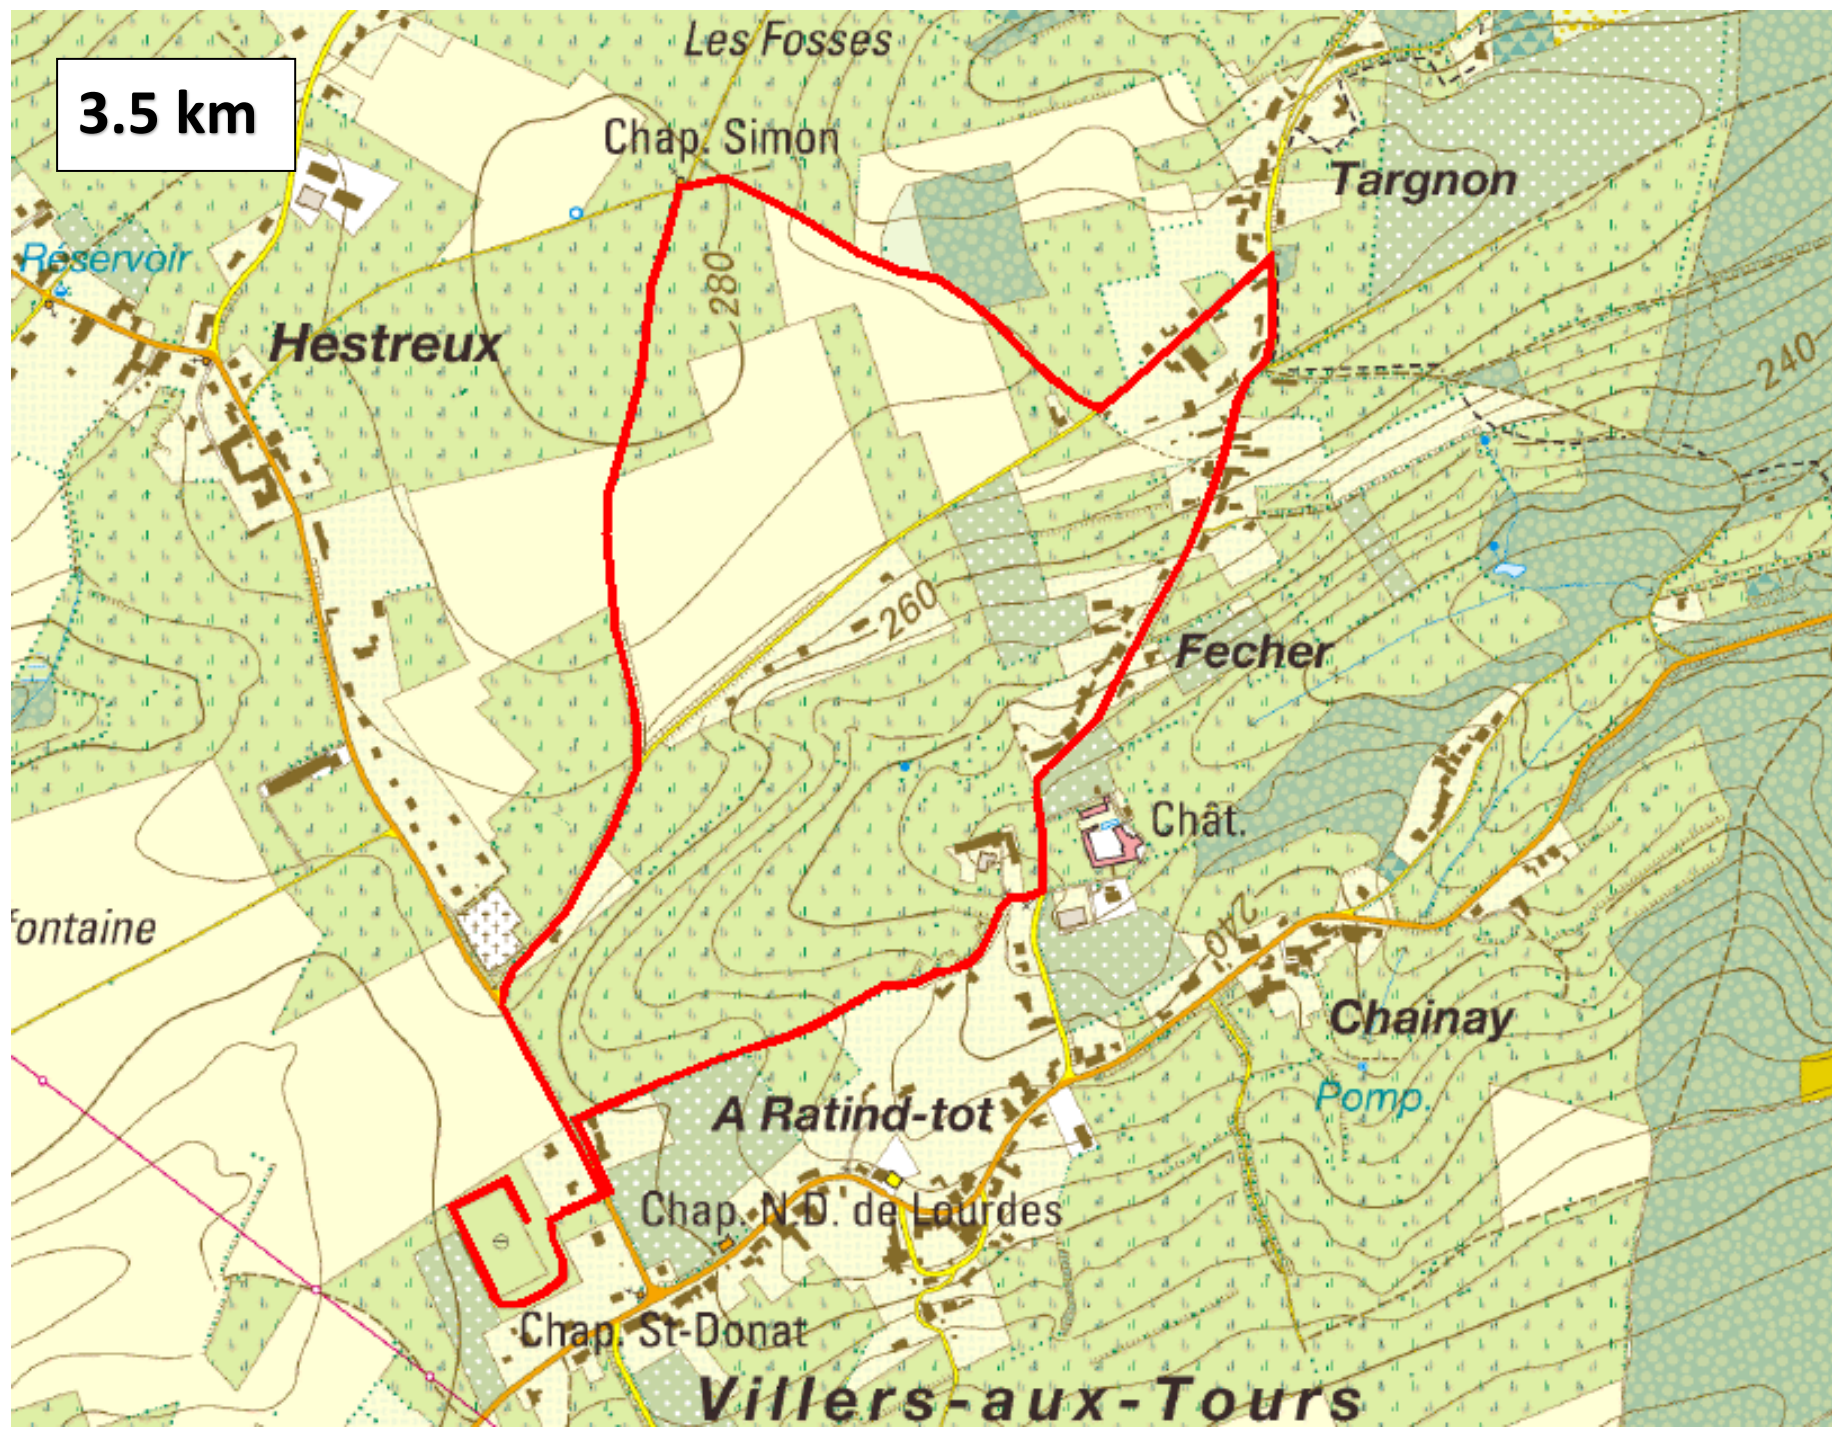 Les Fosses
3.5 km
Chap. Simon
Targnon
Réservoir
280
Hestreux
240
260
Fecher
Chât.
fontaine
240
Chainay
Pomp.
A Ratind-tot
Chap. N.D. de Lourdes
Chap. St-Donat
Villers-aux-Tours